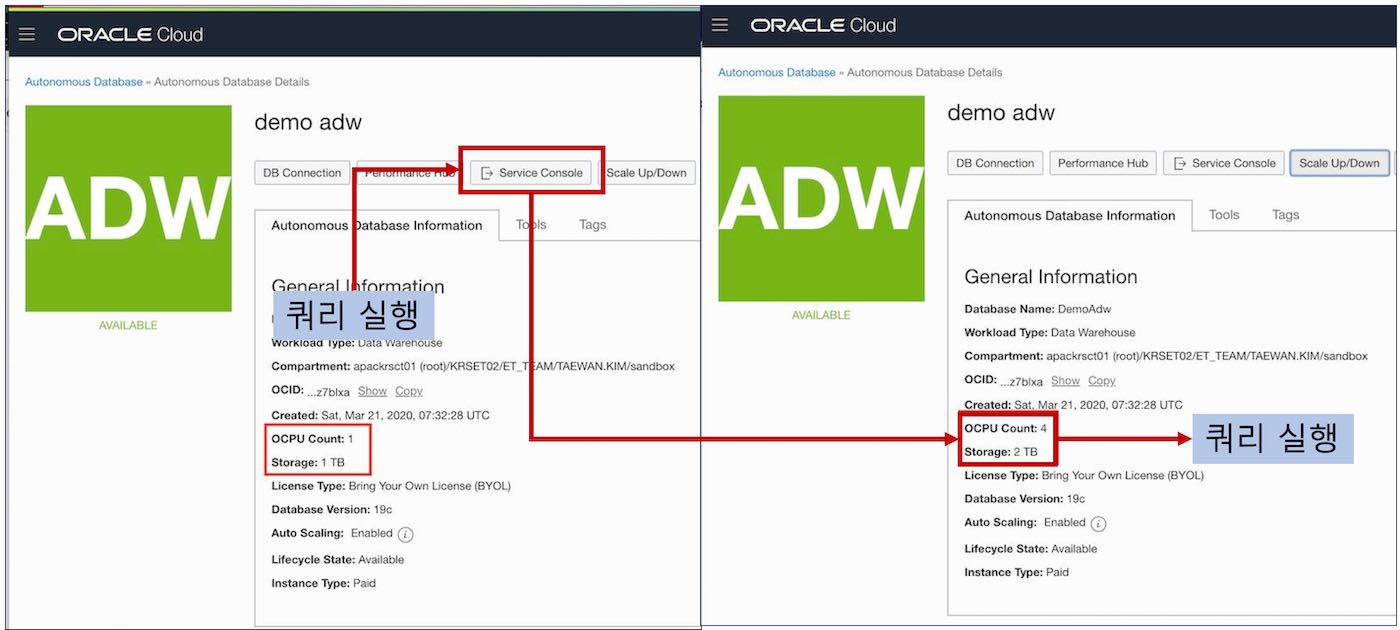 ORACLE Cloud
Autonomous Database » Autonomous Database Details
ADW
AVAILABLE
demo adw
DB Connection
Performance Hub
Service Console
Scale Up/Down
Autonomous Database Information
Tools
Tags
General Information
쿼리 실행
Workload Type: Data Warehouse
Compartment: apackrsct01 (root)/KRSET02/ET_TEAM/TAEWAN.KIM/sandbox
OCID: ...z7blxa Show Copy
Created: Sat, Mar 21, 2020, 07:32:28 UTC
OCPU Count: 1
Storage: 1 TB
License Type: Bring Your Own License (BYOL)
Database Version: 19c
Auto Scaling: Enabled i
Lifecycle State: Available
Instance Type: Paid
ORACLE Cloud
Autonomous Database » Autonomous Database Details
ADW
AVAILABLE
demo adw
DB Connection
Performance Hub
Service Console
Scale Up/Down
Autonomous Database Information
Tools
Tags
General Information
Database Name: DemoAdw
Workload Type: Data Warehouse
Compartment: apackrsct01 (root)/KRSET02/ET_TEAM/TAEWAN.KIM/sandbox
OCID: ...z7blxa Show Copy
Created: Sat, Mar 21, 2020, 07:32:28 UTC
OCPU Count: 4
Storage: 2 TB
쿼리 실행
License Type: Bring Your Own License (BYOL)
Database Version: 19c
Auto Scaling: Enabled i
Lifecycle State: Available
Instance Type: Paid